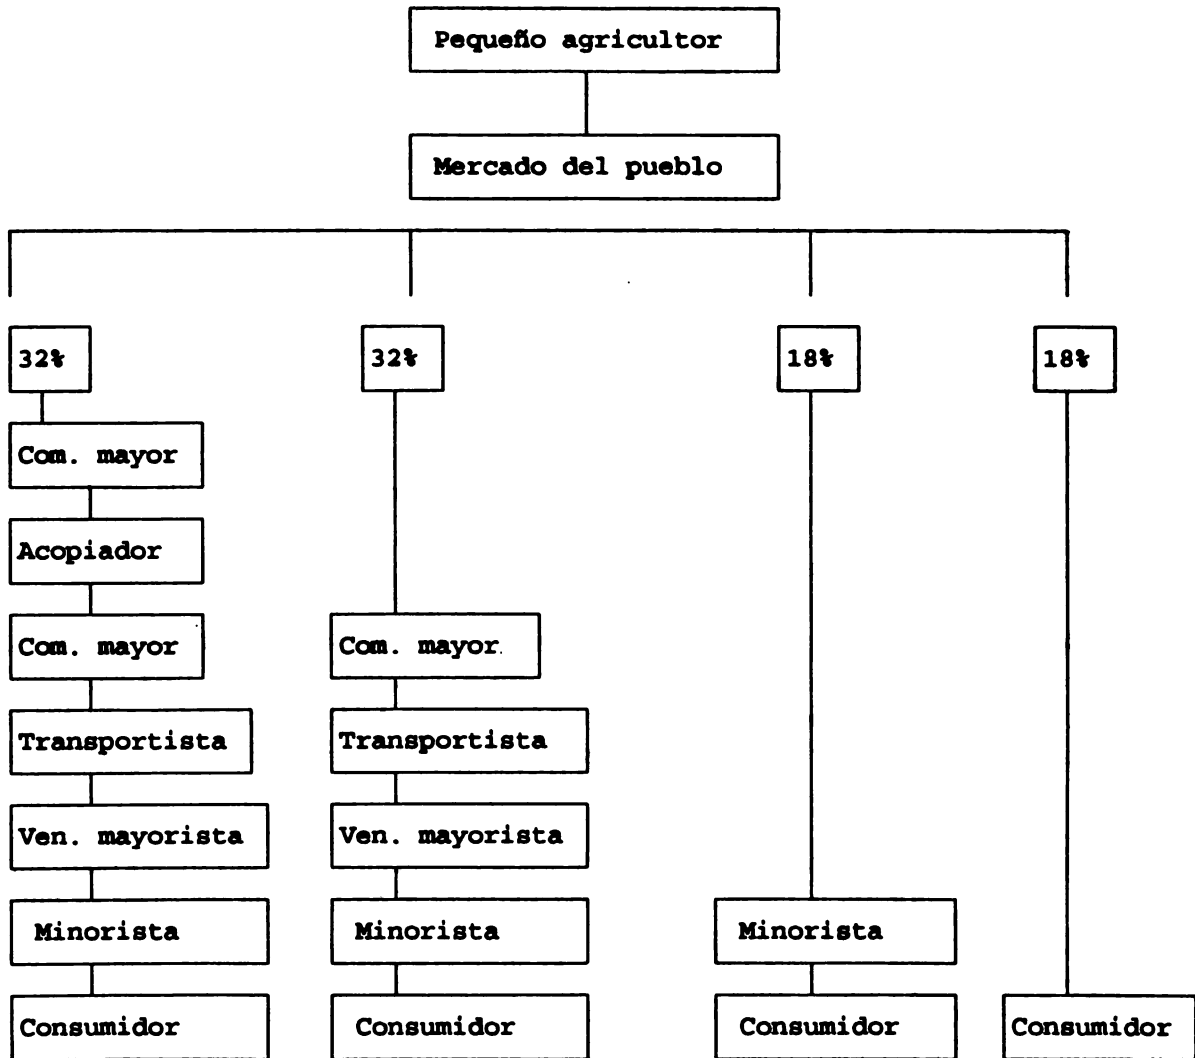 Pequeño agricultor
Mercado del pueblo
32% 32% 18% 18%
Com. mayor
Acopiador
Com. mayor Com. mayor
Transportista Transportista
Ven. mayorista Ven. mayorista
Minorista Minorista Minorista
Consumidor Consumidor Consumidor Consumidor